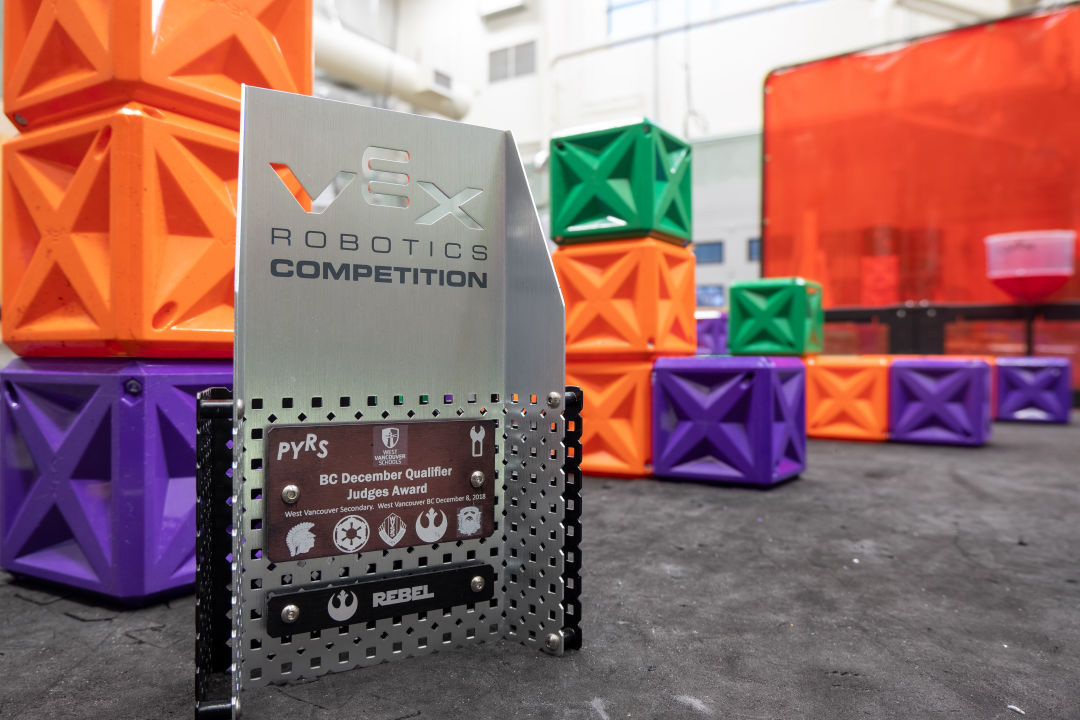 VEX
ROBOTICS
COMPETITION
PYRS
WEST
VANCOUVER
SCHOOLS
BC December Qualifier
Judges Award
West Vancouver Secondary. West Vancouver BC December 8, 2018
REBEL